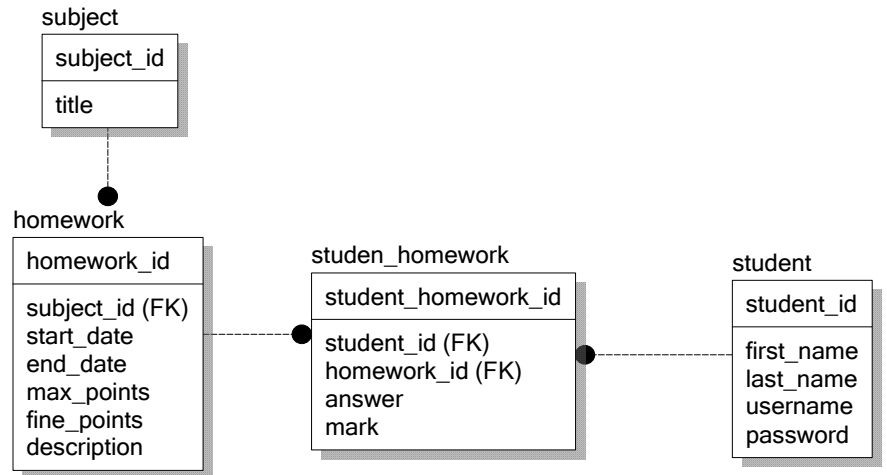 subject
subject_id
title
homework
homework_id
subject_id (FK)
start_date
end_date
max_points
fine_points
description
studen_homework
student_homework_id
student_id (FK)
homework_id (FK)
answer
mark
student
student_id
first_name
last_name
username
password